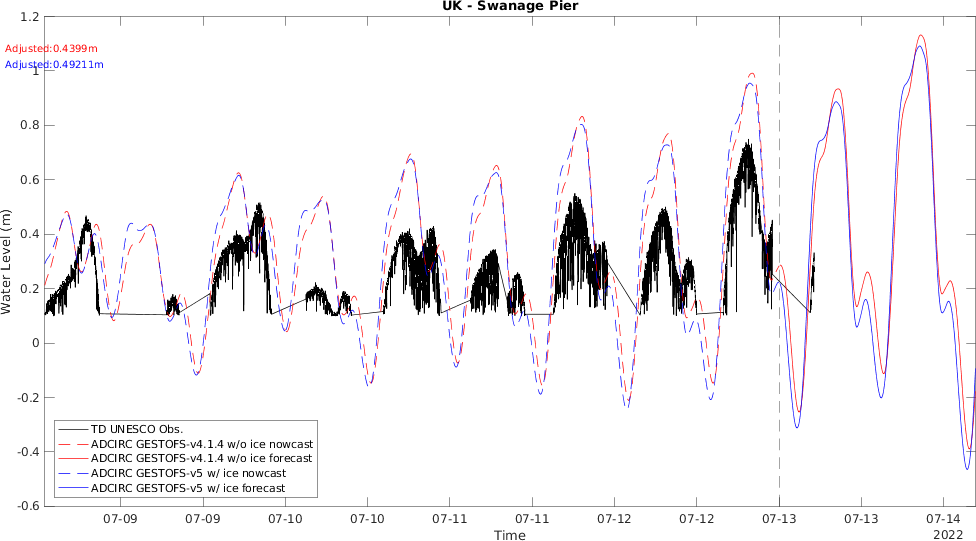 UK - Swanage Pier
1.2
Adjusted:0.4399m
Adjusted:0.49211m
1
0.8
0.6
0.4
0.2
0
-0.2
-0.4
-0.6
Water Level (m)
TD UNESCO Obs.
ADCIRC GESTOFS-v4.1.4 w/o ice nowcast
ADCIRC GESTOFS-v4.1.4 w/o ice forecast
ADCIRC GESTOFS-v5 w/ ice nowcast
ADCIRC GESTOFS-v5 w/ ice forecast
07-09 07-09 07-10 07-10 07-11 07-11 07-12 07-12 07-13 07-13 07-14
Time
2022